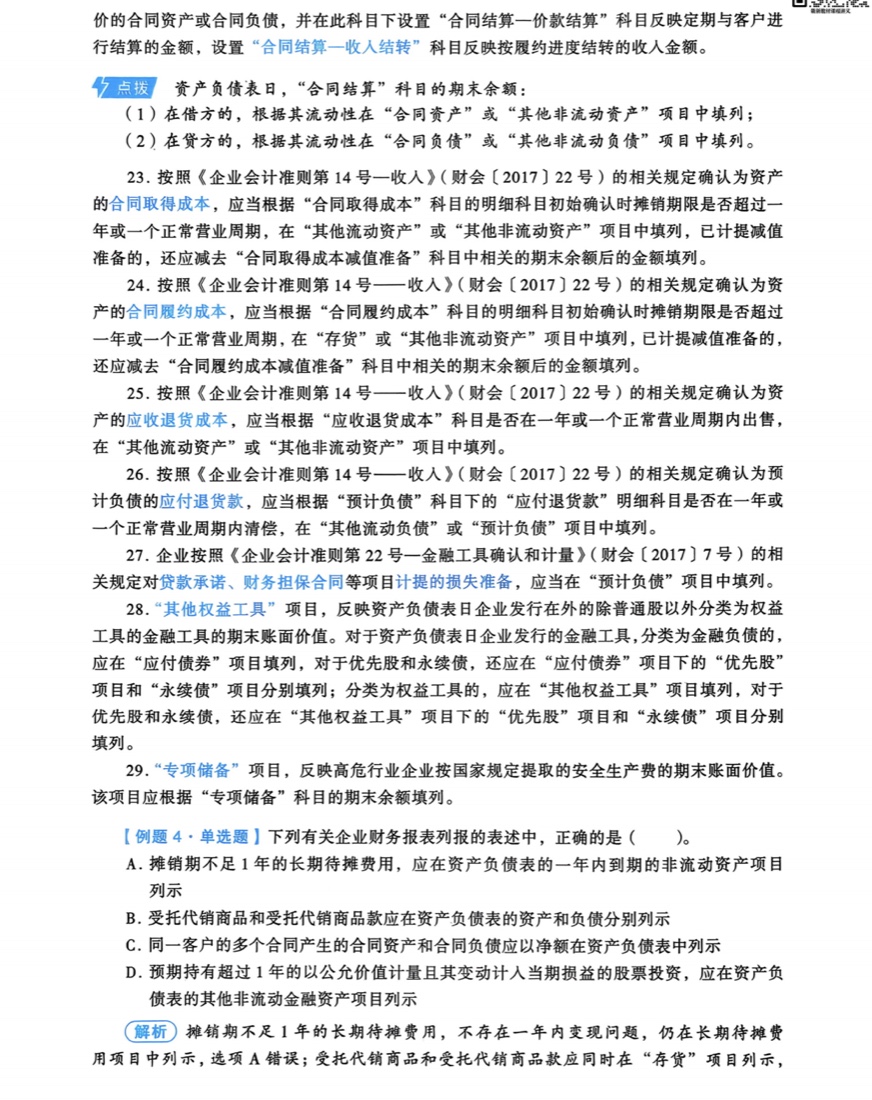 价的合同资产或合同负债，并在此科目下设置“合同结算—价款结算”科目反映定期与客户进
行结算的金额，设置“合同结算—收入结转”科目反映按履约进度结转的收入金额。
点拨 资产负债表日，“合同结算”科目的期末余额：
（1）在借方的，根据其流动性在“合同资产”或“其他非流动资产”项目中填列；
（2）在贷方的，根据其流动性在“合同负债”或“其他非流动负债”项目中填列。
23. 按照《企业会计准则第 14 号—收入》（财会〔2017〕22 号）的相关规定确认为资产
的合同取得成本，应当根据“合同取得成本”科目的明细科目初始确认时摊销期限是否超过一
年或一个正常营业周期，在“其他流动资产”或“其他非流动资产”项目中填列，已计提减值
准备的，还应减去“合同取得成本减值准备”科目中相关的期末余额后的金额填列。
24. 按照《企业会计准则第 14 号——收入》（财会〔2017〕22 号）的相关规定确认为资
产的合同履约成本，应当根据“合同履约成本”科目的明细科目初始确认时摊销期限是否超过
一年或一个正常营业周期，在“存货”或“其他非流动资产”项目中填列，已计提减值准备的，
还应减去“合同履约成本减值准备”科目中相关的期末余额后的金额填列。
25. 按照《企业会计准则第 14 号——收入》（财会〔2017〕22 号）的相关规定确认为资
产的应收退货成本，应当根据“应收退货成本”科目是否在一年或一个正常营业周期内出售，
在“其他流动资产”或“其他非流动资产”项目中填列。
26. 按照《企业会计准则第 14 号——收入》（财会〔2017〕22 号）的相关规定确认为预
计负债的应付退货款，应当根据“预计负债”科目下的“应付退货款”明细科目是否在一年或
一个正常营业周期内清偿，在“其他流动负债”或“预计负债”项目中填列。
27. 企业按照《企业会计准则第 22 号—金融工具确认和计量》（财会〔2017〕7 号）的相
关规定对贷款承诺、财务担保合同等项目计提的损失准备，应当在“预计负债”项目中填列。
28.“其他权益工具”项目，反映资产负债表日企业发行在外的除普通股以外分类为权益
工具的金融工具的期末账面价值。对于资产负债表日企业发行的金融工具，分类为金融负债的，
应在“应付债券”项目填列，对于优先股和永续债，还应在“应付债券”项目下的“优先股”
项目和“永续债”项目分别填列；分类为权益工具的，应在“其他权益工具”项目填列，对于
优先股和永续债，还应在“其他权益工具”项目下的“优先股”项目和“永续债”项目分别
填列。
29.“专项储备”项目，反映高危行业企业按国家规定提取的安全生产费的期末账面价值。
该项目应根据“专项储备”科目的期末余额填列。
【例题 4·单选题】下列有关企业财务报表列报的表述中，正确的是（　　）。
A. 摊销期不足 1 年的长期待摊费用，应在资产负债表的一年内到期的非流动资产项目
列示
B. 受托代销商品和受托代销商品款应在资产负债表的资产和负债分别列示
C. 同一客户的多个合同产生的合同资产和合同负债应以净额在资产负债表中列示
D. 预期持有超过 1 年的以公允价值计量且其变动计入当期损益的股票投资，应在资产负
债表的其他非流动金融资产项目列示
解析 摊销期不足 1 年的长期待摊费用，不存在一年内变现问题，仍在长期待摊费
用项目中列示，选项 A 错误；受托代销商品和受托代销商品款应同时在“存货”项目列示，